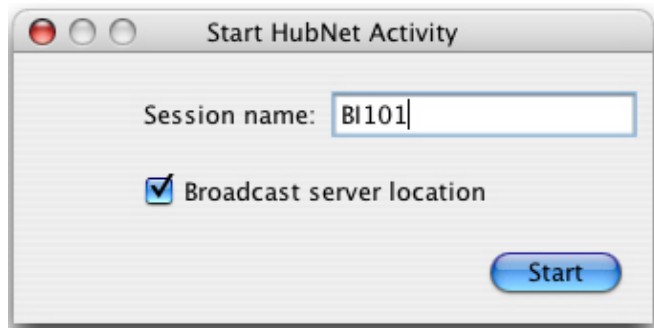 Start HubNet Activity
Session name: BI101
Broadcast server location
Start